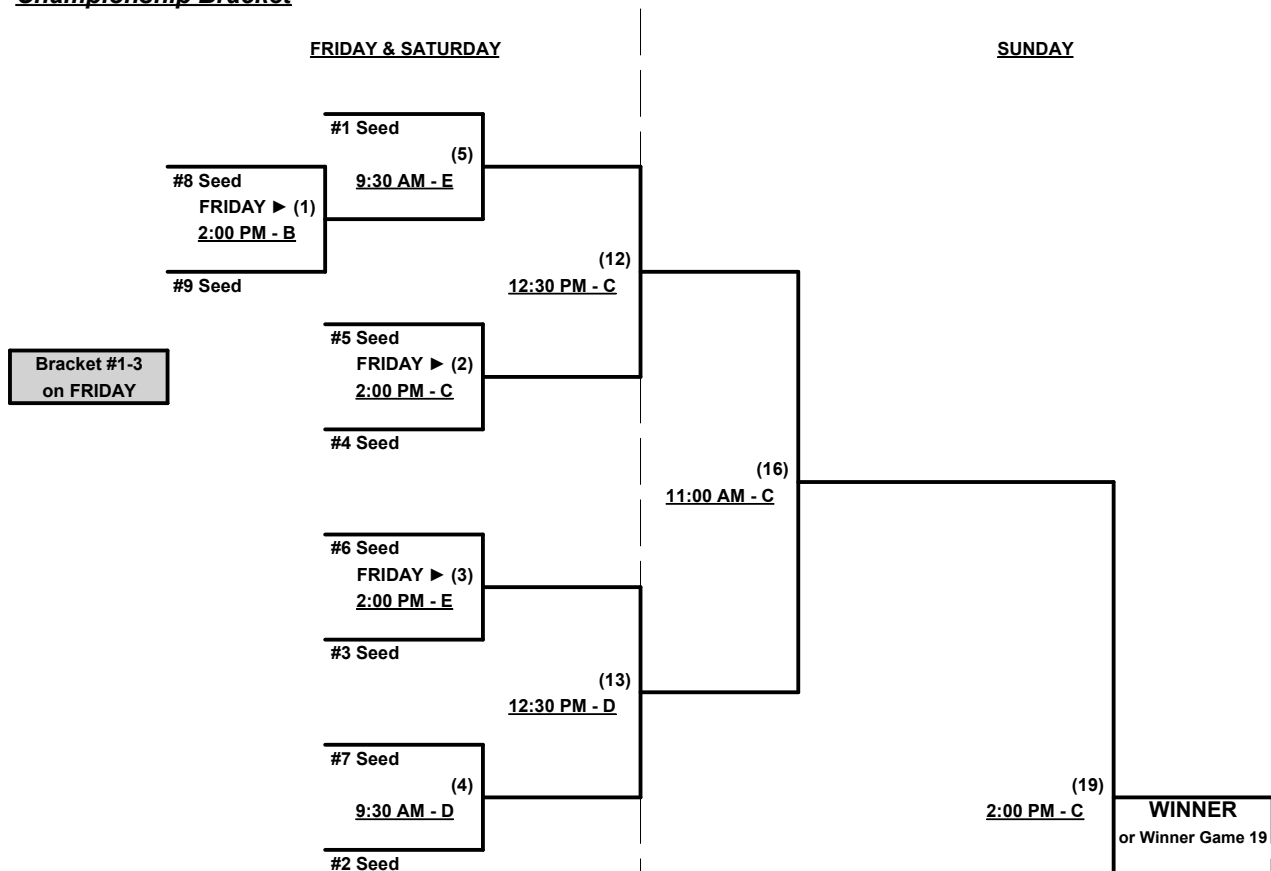 Championship Bracket
FRIDAY & SATURDAY
SUNDAY
#1 Seed
(5)
9:30 AM - E
#8 Seed
FRIDAY ► (1)
2:00 PM - B
#9 Seed
(12)
12:30 PM - C
#5 Seed
FRIDAY ► (2)
2:00 PM - C
#4 Seed
Bracket #1-3
on FRIDAY
(16)
11:00 AM - C
#6 Seed
FRIDAY ► (3)
2:00 PM - E
#3 Seed
(13)
12:30 PM - D
#7 Seed
(4)
9:30 AM - D
#2 Seed
(19)
2:00 PM - C
WINNER
or Winner Game 19